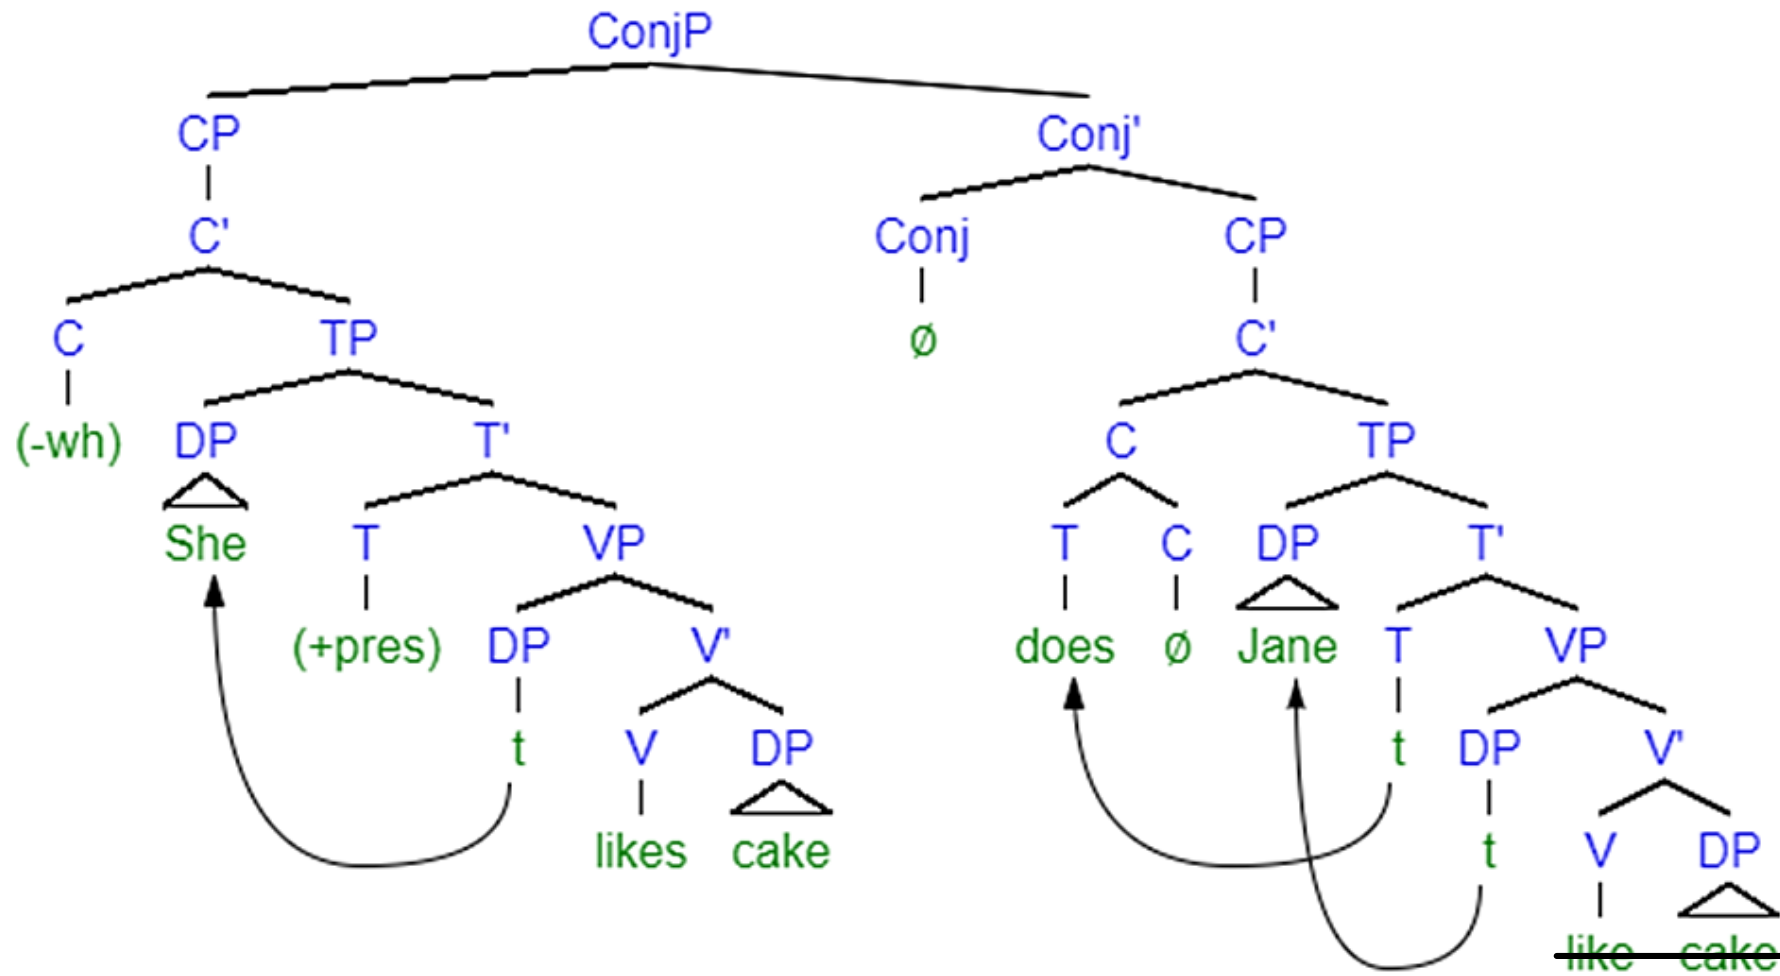 ConjP
CP Conj'
C' Conj CP
C TP ø C'
(-wh) DP T' C TP
She T VP T C DP T'
(+pres) DP V' does ø Jane T VP
t V DP t DP V'
likes cake t V DP
like cake